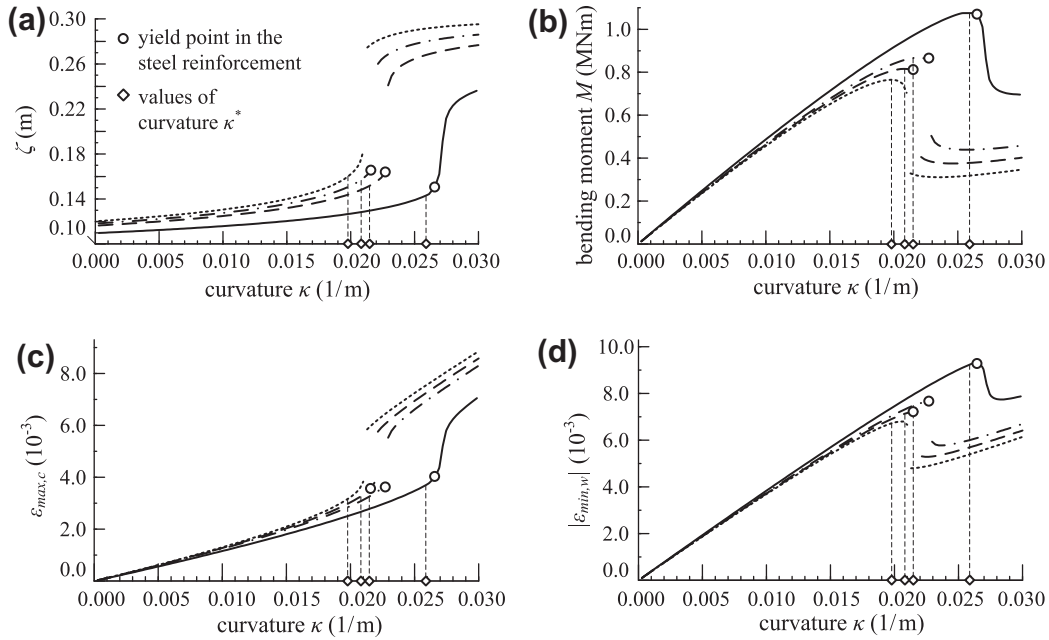 (a)
0.30
0.26
0.22
0.18
0.14
0.10
ζ (m)
yield point in the
steel reinforcement
values of
curvature κ*
0.000 0.005 0.010 0.015 0.020 0.025 0.030
curvature κ (1/m)
(b)
1.0
0.8
0.6
0.4
0.2
0.0
bending moment M (MNm)
0.000 0.005 0.010 0.015 0.020 0.025 0.030
curvature κ (1/m)
(c)
8.0
6.0
4.0
2.0
0.0
εmax,c (10-3)
0.000 0.005 0.010 0.015 0.020 0.025 0.030
curvature κ (1/m)
(d)
10.0
8.0
6.0
4.0
2.0
0.0
|εmin,w| (10-3)
0.000 0.005 0.010 0.015 0.020 0.025 0.030
curvature κ (1/m)